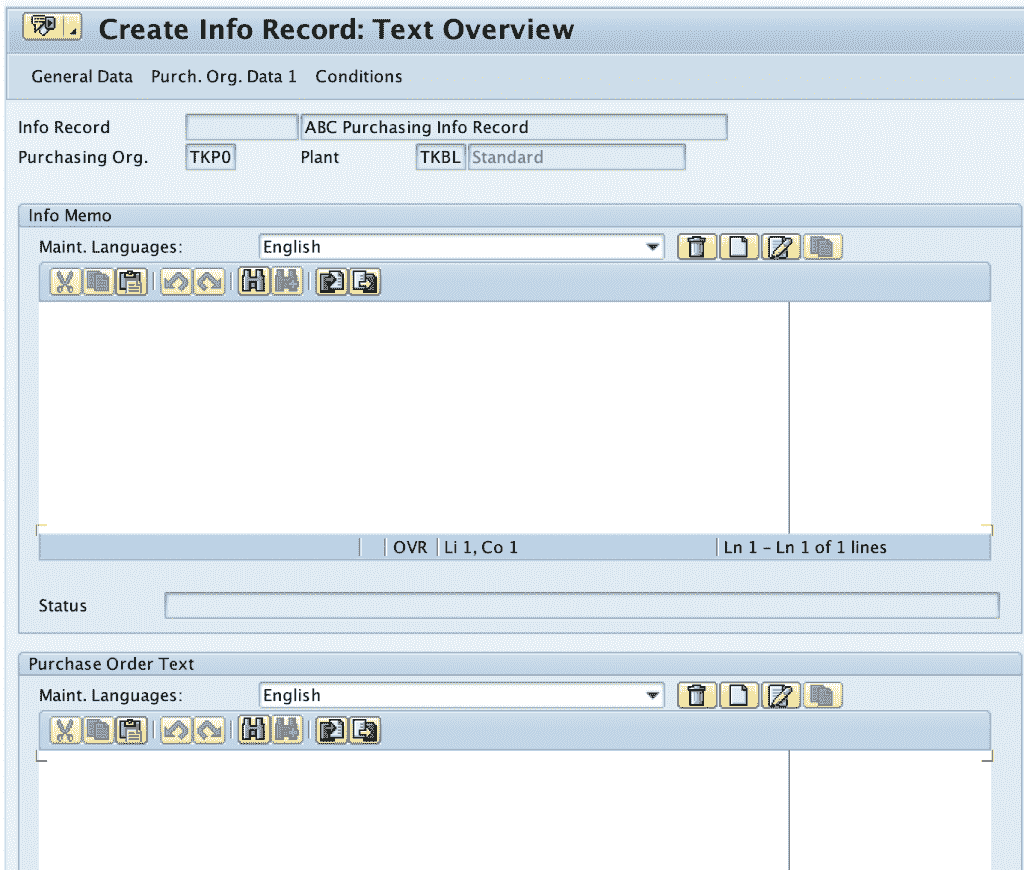 Create Info Record: Text Overview
General Data Purch. Org. Data 1 Conditions
Info Record ABC Purchasing Info Record
Purchasing Org. TKP0 Plant TKBL Standard
Info Memo
Maint. Languages: English
OVR Li 1, Co 1 Ln 1 - Ln 1 of 1 lines
Status
Purchase Order Text
Maint. Languages: English